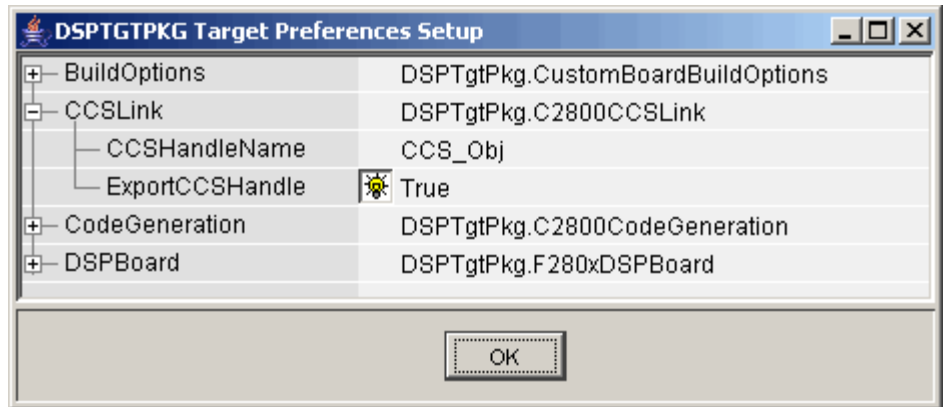 DSPTGTPKG Target Preferences Setup
BuildOptions DSPTgtPkg.CustomBoardBuildOptions
CCSLink DSPTgtPkg.C2800CCSLink
CCSHandleName CCS_Obj
ExportCCSHandle True
CodeGeneration DSPTgtPkg.C2800CodeGeneration
DSPBoard DSPTgtPkg.F280xDSPBoard
OK